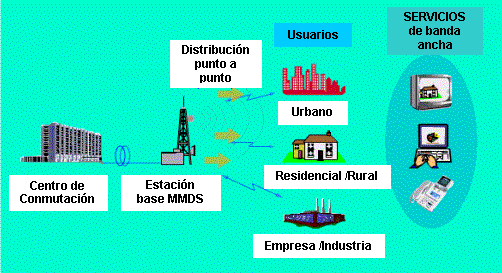 SERVICIOS
de banda
ancha
Usuarios
Distribución
punto a
punto
Urbano
Residencial /Rural
Centro de
Conmutación
Estación
base MMDS
Empresa /Industria